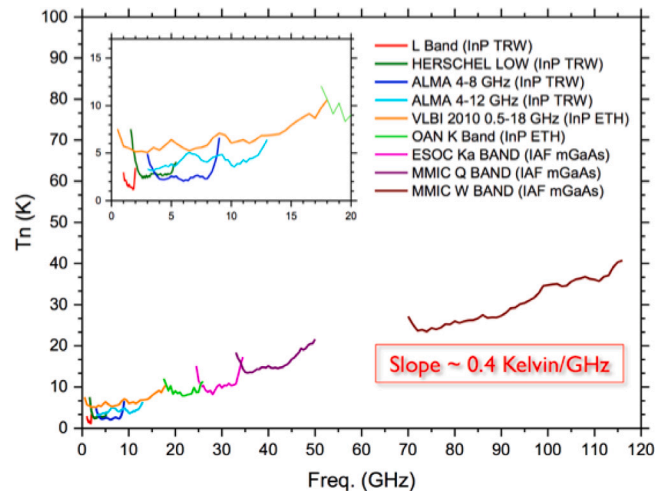 100
90
80
70
60
50
40
30
20
10
0
Tn (K)
15
10
5
0
0 5 10 15 20
L Band (InP TRW)
HERSCHEL LOW (InP TRW)
ALMA 4-8 GHz (InP TRW)
ALMA 4-12 GHz (InP TRW)
VLBI 2010 0.5-18 GHz (InP ETH)
OAN K Band (InP ETH)
ESOC Ka BAND (IAF mGaAs)
MMIC Q BAND (IAF mGaAs)
MMIC W BAND (IAF mGaAs)
Slope ~ 0.4 Kelvin/GHz
0 10 20 30 40 50 60 70 80 90 100 110 120
Freq. (GHz)